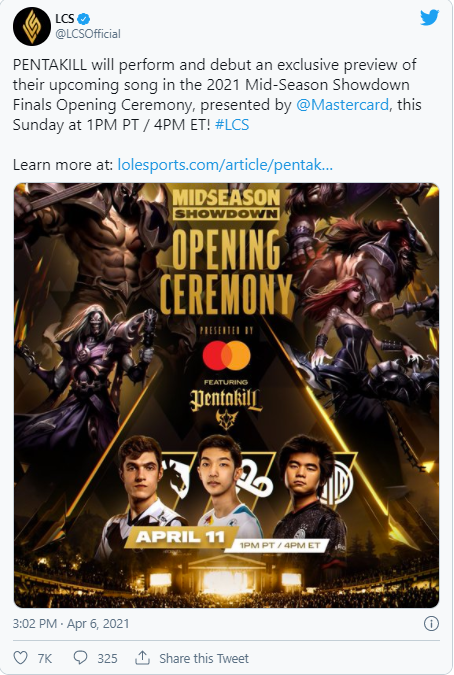 LCS
@LCSOfficial
PENTAKILL will perform and debut an exclusive preview of
their upcoming song in the 2021 Mid-Season Showdown
Finals Opening Ceremony, presented by @Mastercard, this
Sunday at 1PM PT / 4PM ET! #LCS
Learn more at: lolesports.com/article/pentak...
MIDSEASON
SHOWDOWN
OPENING
CEREMONY
PRESENTED BY
FEATURING
Pentakill
APRIL 11
1PM PT / 4PM ET
3:02 PM · Apr 6, 2021
7K
325
Share this Tweet